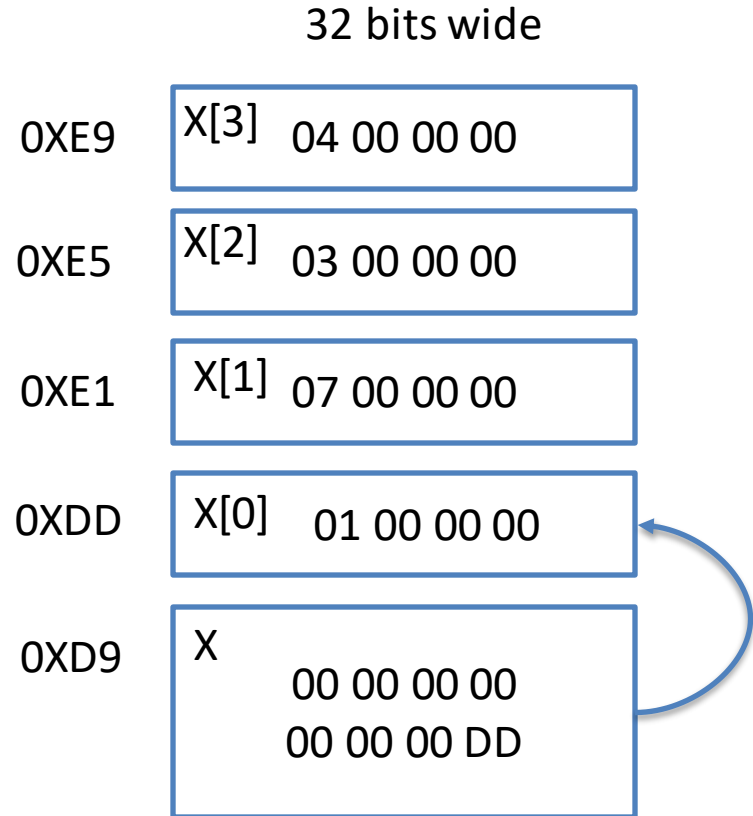 32 bits wide
0XE9 X[3] 04 00 00 00
0XE5 X[2] 03 00 00 00
0XE1 X[1] 07 00 00 00
0XDD X[0] 01 00 00 00
0XD9 X
00 00 00 00
00 00 00 DD